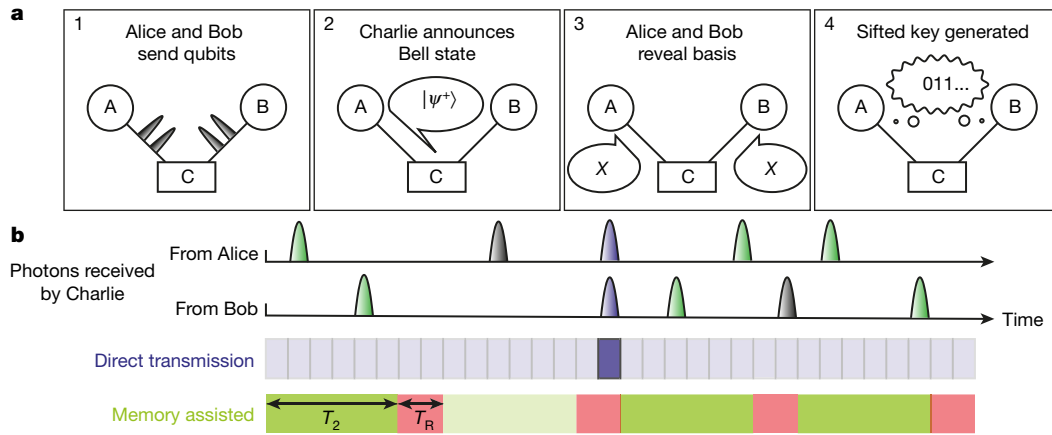 a
1
Alice and Bob
send qubits
A
B
C
2
Charlie announces
Bell state
A
|ψ⁺⟩
B
C
3
Alice and Bob
reveal basis
A
B
X
C
X
4
Sifted key generated
A
011...
B
C
b
From Alice
Photons received
by Charlie
From Bob
Time
Direct transmission
Memory assisted
T₂
T_R